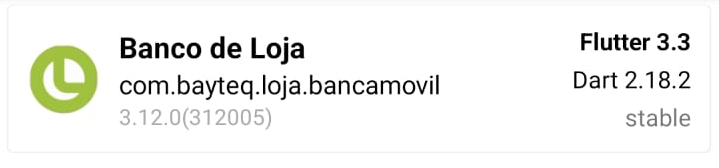 Banco de Loja
com.bayteq.loja.bancamovil
3.12.0(312005)
Flutter 3.3
Dart 2.18.2
stable